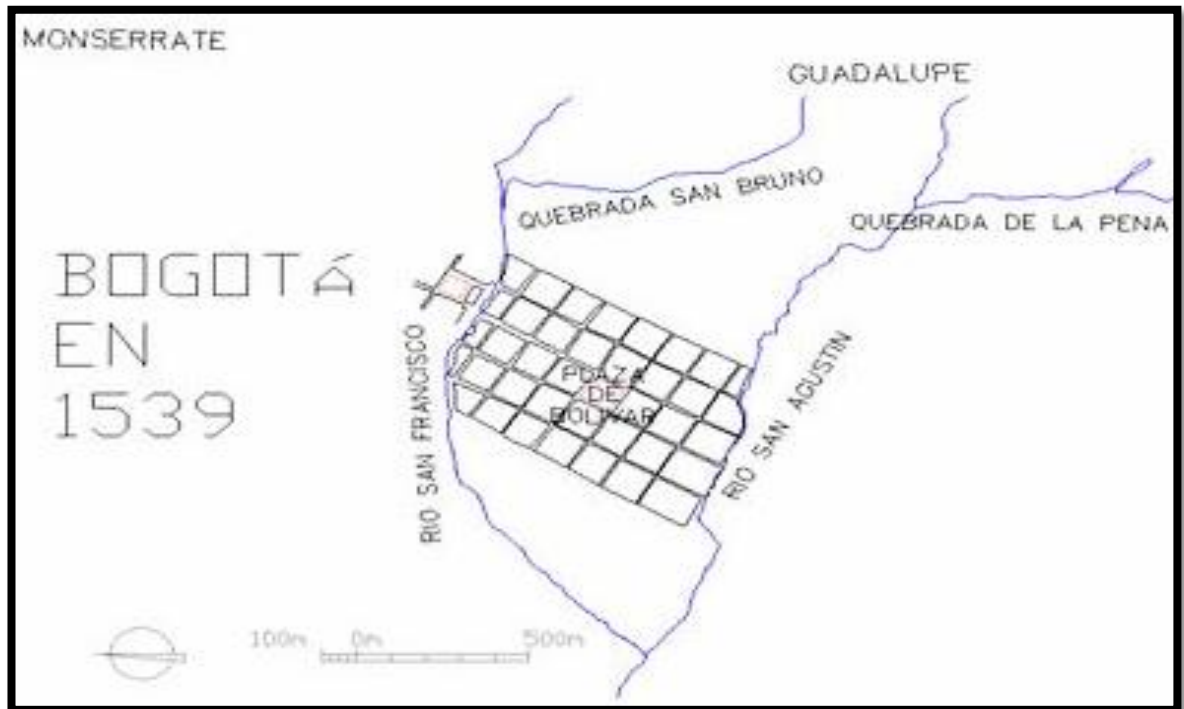 MONSERRATE
GUADALUPE
QUEBRADA SAN BRUNO
QUEBRADA DE LA PENA
BOGOTÁ
EN
1539
RIO SAN FRANCISCO
PLAZA
DE
BOLIVAR
RIO SAN AGUSTIN
100m 0m 500m